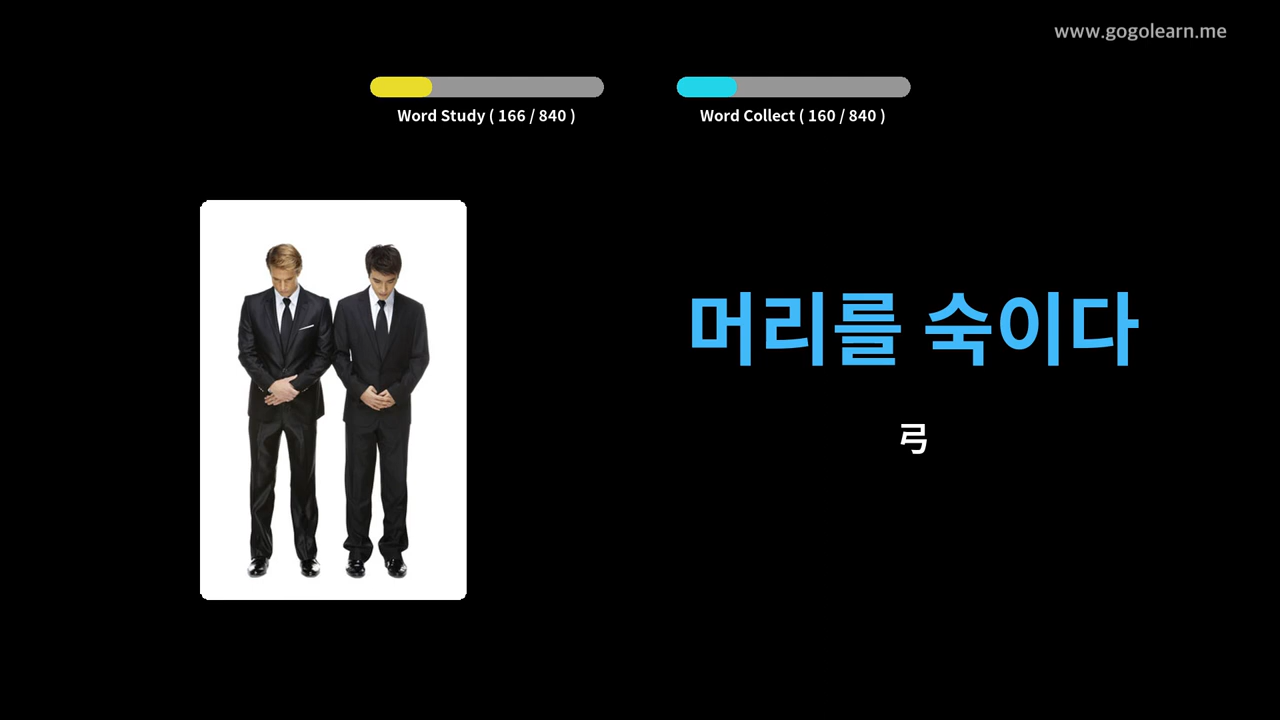 www.gogolearn.me
Word Study ( 166 / 840 )
Word Collect ( 160 / 840 )
머리를 숙이다
弓